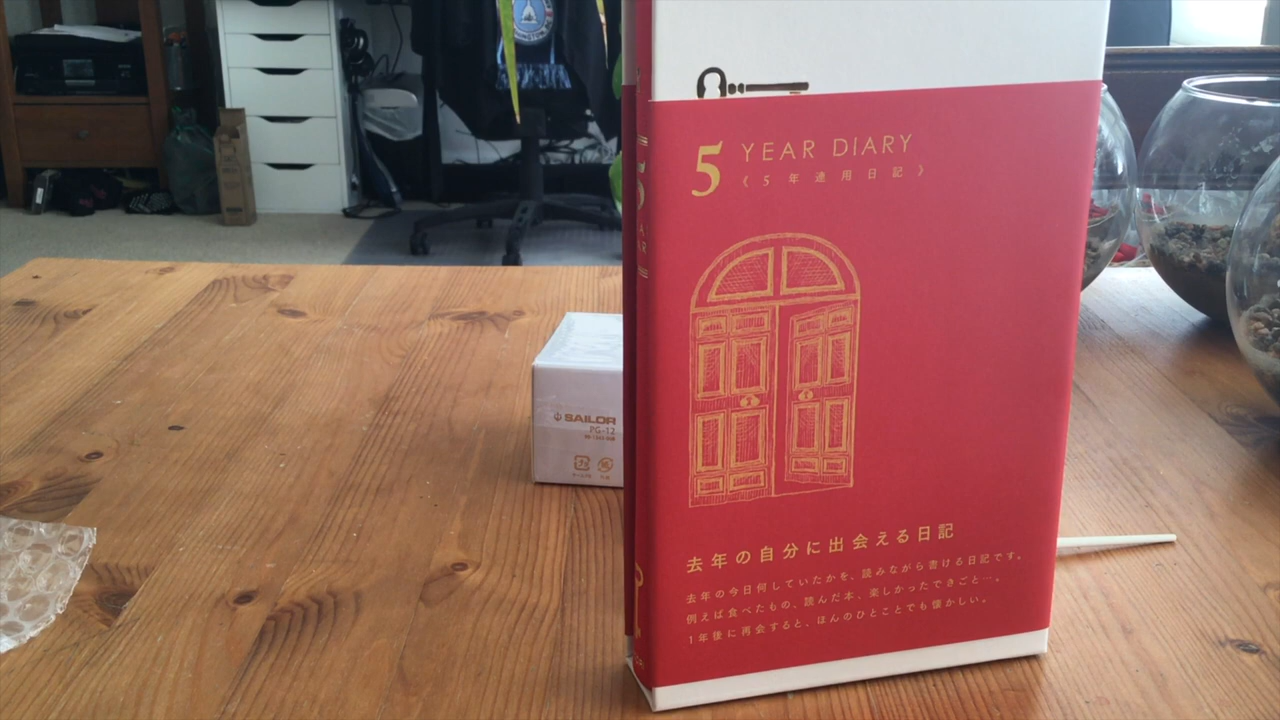 5 YEAR DIARY
《5年連用日記》
去年の自分に出会える日記
去年の今日何していたかを、読みながら書ける日記です。
例えば食べたもの、読んだ本、楽しかったできごと…。
1年後に再会すると、ほんのひとことでも懐かしい。
SAILOR
PG-12